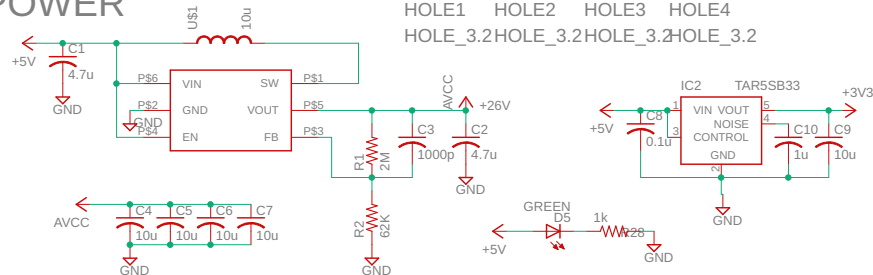 POWER
HOLE1 HOLE2 HOLE3 HOLE4
HOLE_3.2 HOLE_3.2 HOLE_3.2 HOLE_3.2
U$1
10u
+5V
C1
4.7u
GND
P$6 VIN SW P$1
P$2 GND VOUT P$5
P$4 EN FB P$3
GND
AVCC
+26V
R1
2M
C3
1000p
C2
4.7u
GND
R2
62K
GND
AVCC
C4 C5 C6 C7
10u 10u 10u 10u
GND GND
IC2 TAR5SB33
+3V3
+5V
C8
0.1u
1 VIN VOUT 5
NOISE 4
3 CONTROL
GND
2
C10
1u
C9
10u
GND
GREEN
D5
1k
R28
+5V
GND